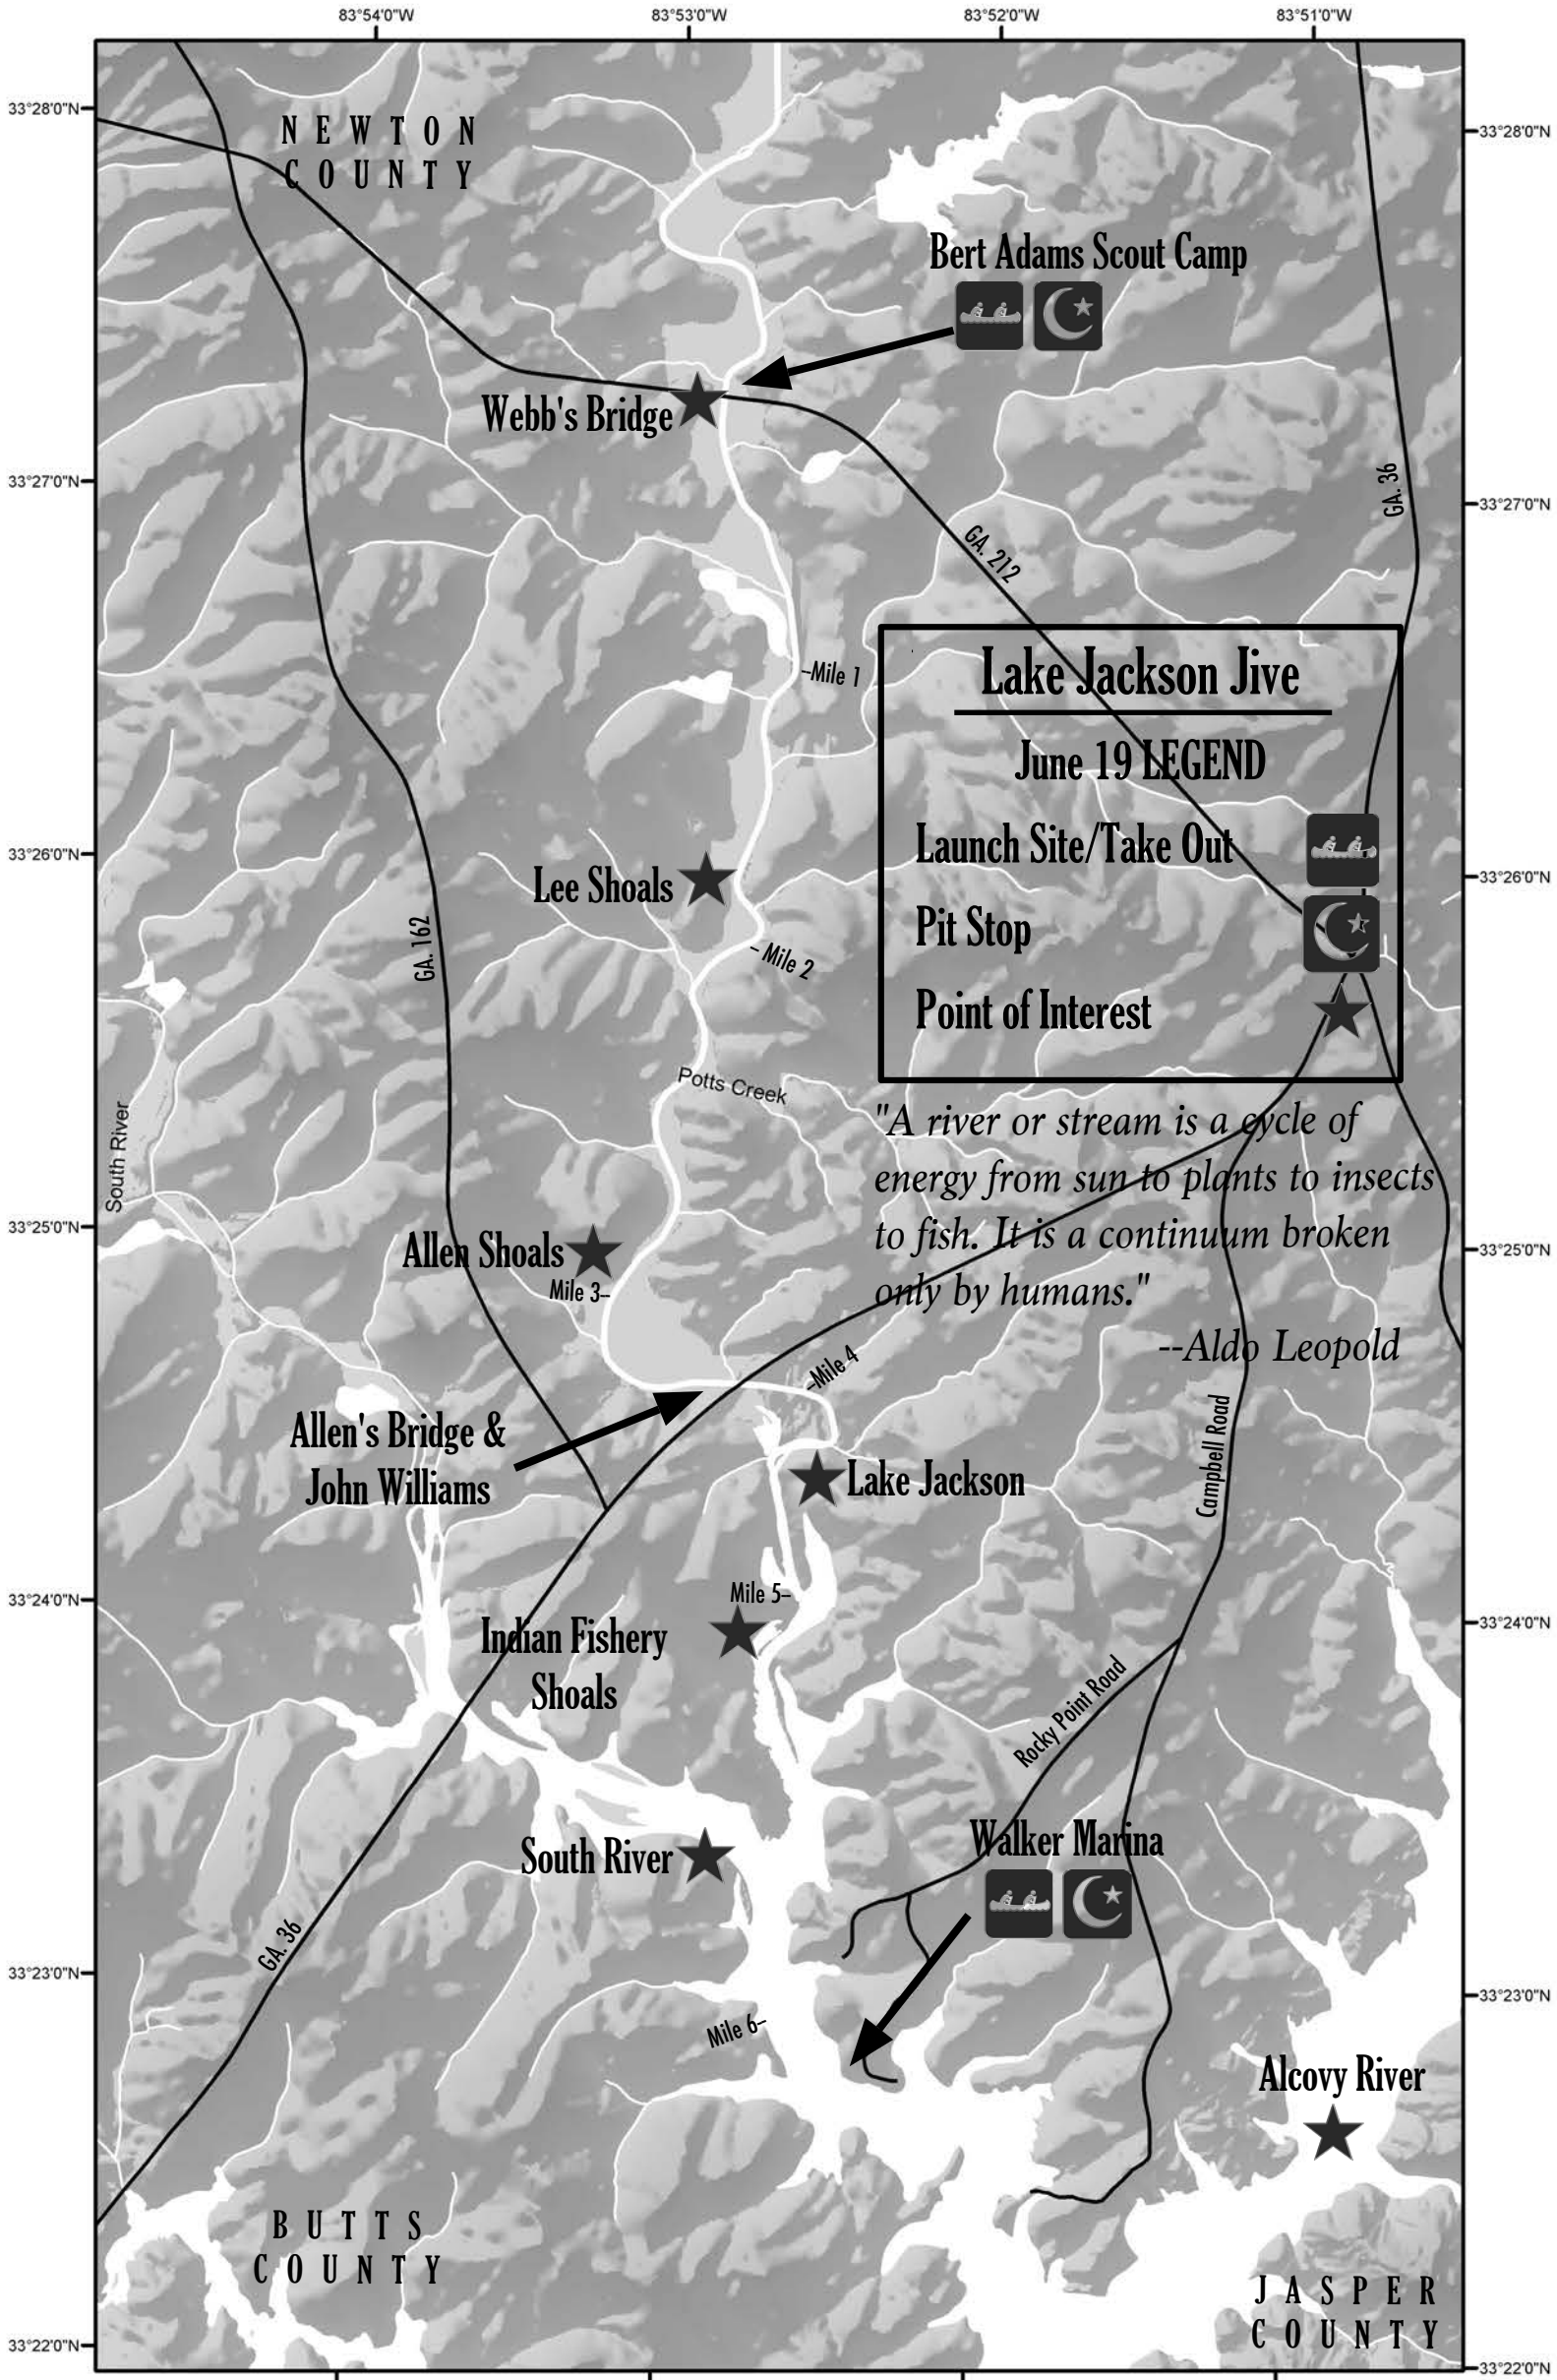 83°54'0"W
83°53'0"W
83°52'0"W
83°51'0"W
33°28'0"N
33°28'0"N
NEWTON
COUNTY
Bert Adams Scout Camp
Webb's Bridge
33°27'0"N
33°27'0"N
GA. 36
GA. 212
–Mile 1
Lake Jackson Jive
June 19 LEGEND
Launch Site/Take Out
Pit Stop
Point of Interest
33°26'0"N
33°26'0"N
Lee Shoals
GA. 162
– Mile 2
Potts Creek
South River
"A river or stream is a cycle of
energy from sun to plants to insects
to fish. It is a continuum broken
only by humans."
--Aldo Leopold
33°25'0"N
33°25'0"N
Allen Shoals
Mile 3–
–Mile 4
Allen's Bridge &
John Williams
Campbell Road
Lake Jackson
33°24'0"N
33°24'0"N
Mile 5–
Indian Fishery
Shoals
Rocky Point Road
Walker Marina
South River
GA. 36
33°23'0"N
33°23'0"N
Mile 6–
Alcovy River
BUTTS
COUNTY
JASPER
COUNTY
33°22'0"N
33°22'0"N